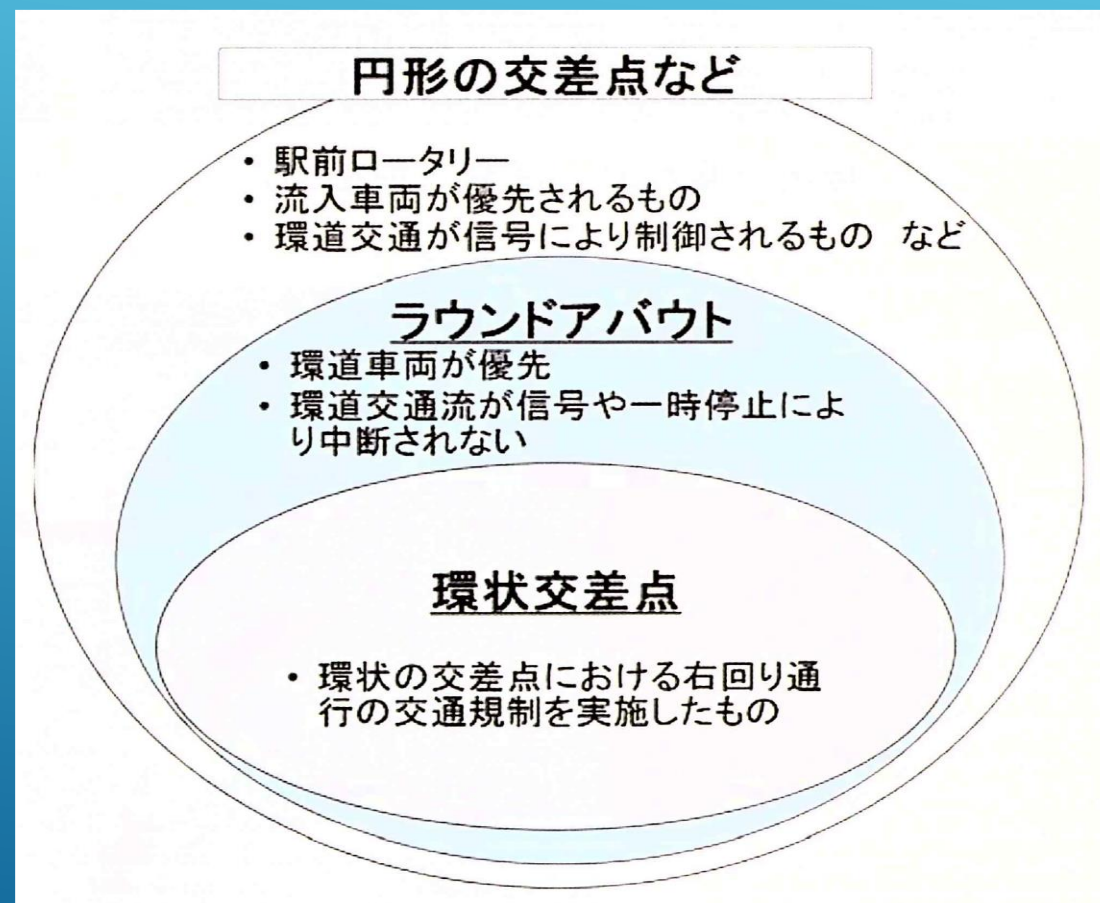 円形の交差点など
• 駅前ロータリー
• 流入車両が優先されるもの
• 環道交通が信号により制御されるもの　など
ラウンドアバウト
• 環道車両が優先
• 環道交通流が信号や一時停止によ
り中断されない
環状交差点
• 環状の交差点における右回り通
行の交通規制を実施したもの